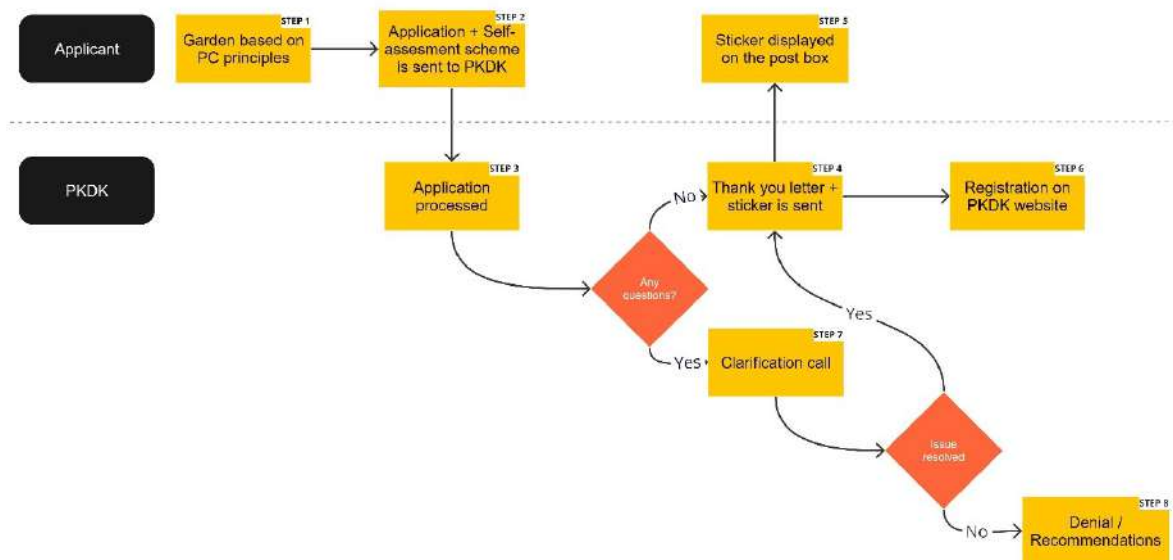 STEP 1
STEP 2
STEP 5
Applicant
Garden based on
PC principles
Application + Self-
assesment scheme
is sent to PKDK
Sticker displayed
on the post box
STEP 3
STEP 4
STEP 6
PKDK
Application
processed
No
Thank you letter +
sticker is sent
Registration on
PKDK website
Any
questions?
Yes
STEP 7
Yes
Clarification call
Issue
resolved
STEP 8
No
Denial /
Recommendations